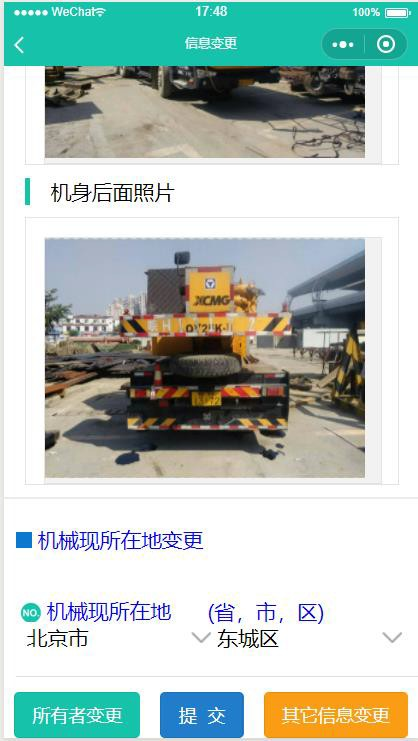 WeChat 17:48 100%
信息变更
机身后面照片
XCMG
机械现所在地变更
NO. 机械现所在地 (省，市，区)
北京市 东城区
所有者变更 提 交 其它信息变更